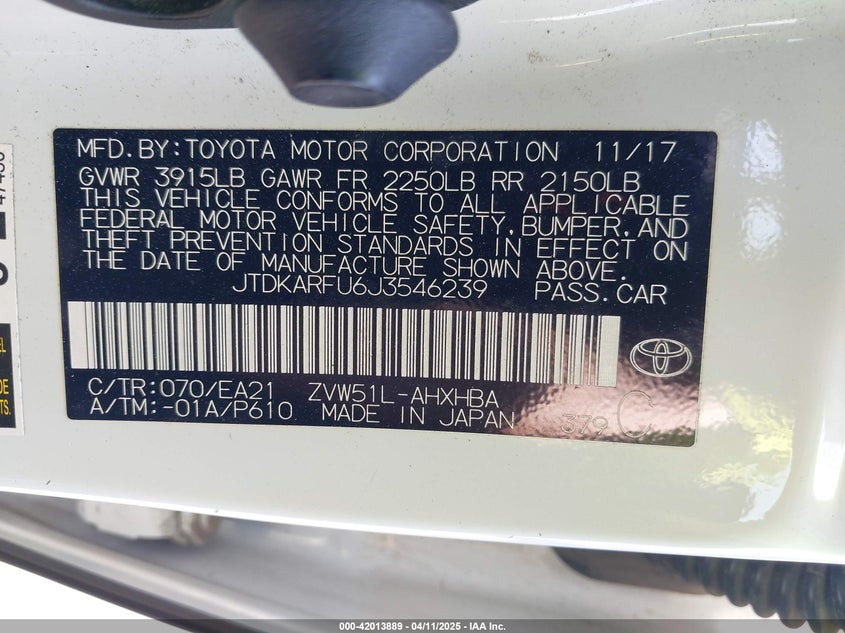 MFD.BY:TOYOTA MOTOR CORPORATION 11/17
GVWR 3915LB GAWR FR 2250LB RR 2150LB
THIS VEHICLE CONFORMS TO ALL APPLICABLE
FEDERAL MOTOR VEHICLE SAFETY,BUMPER,AND
THEFT PREVENTION STANDARDS IN EFFECT ON
THE DATE OF MANUFACTURE SHOWN ABOVE.
JTDKARFU6J3546239 PASS.CAR
C/TR:070/EA21 ZVW51L-AHXHBA
A/TM:-01A/P610 MADE IN JAPAN 379 C
000-42013889 - 04/11/2025 - IAA Inc.